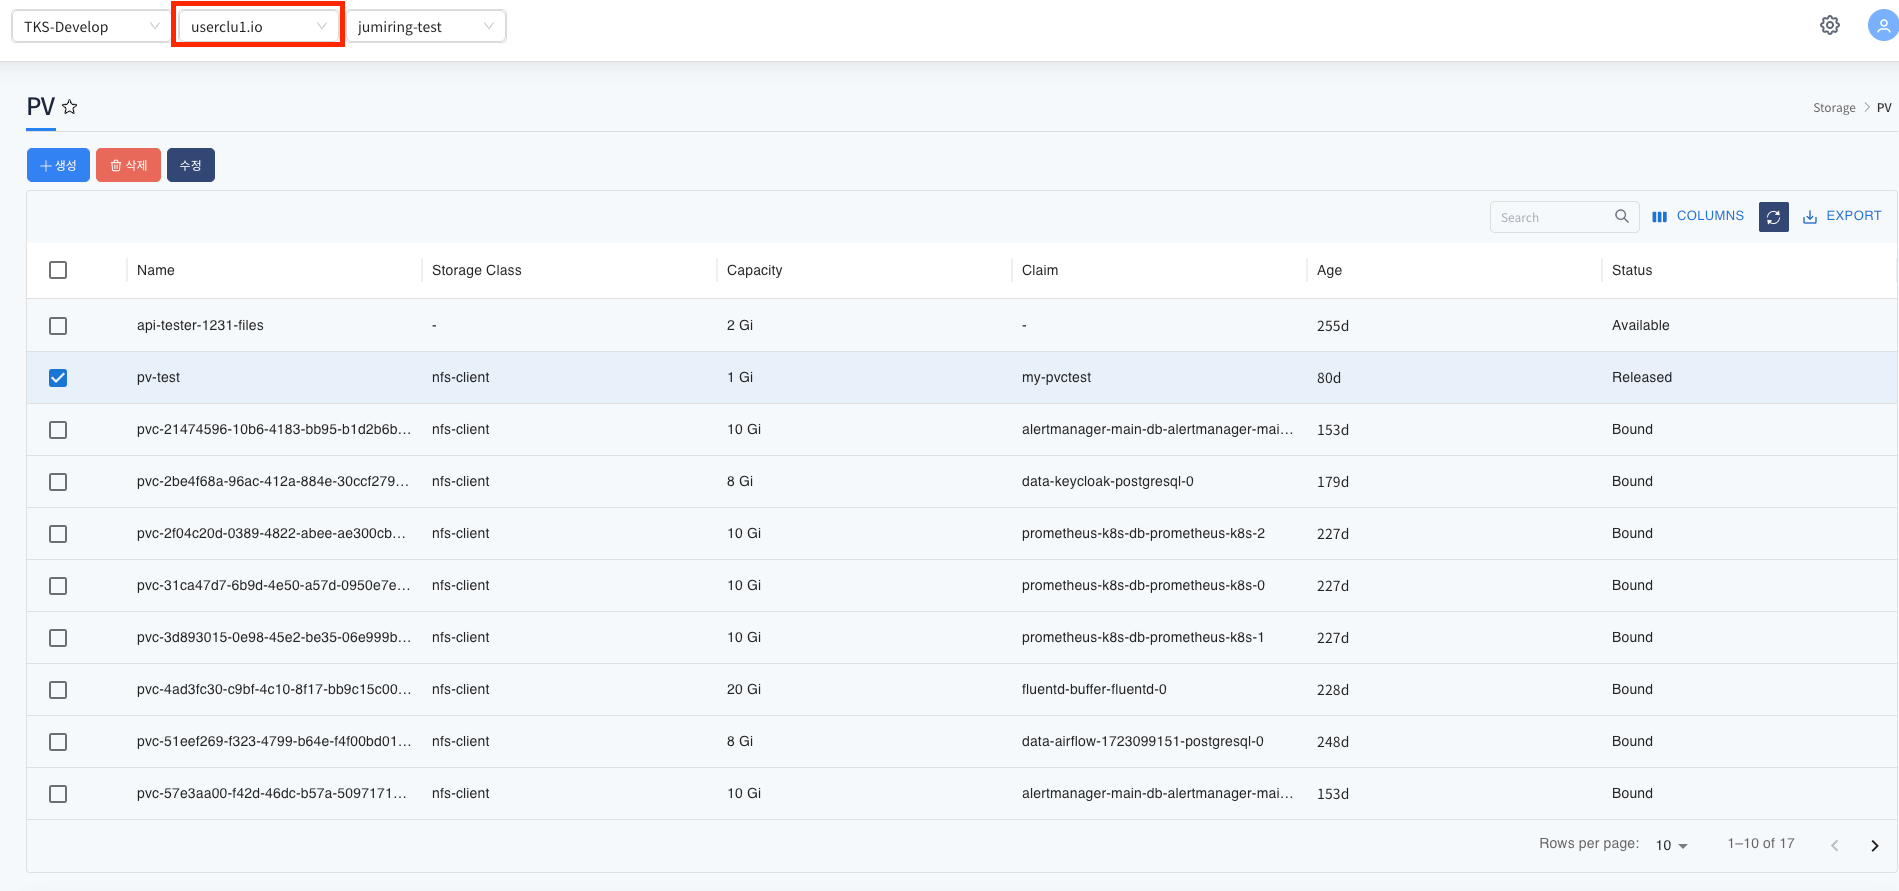 TKS-Develop userclu1.io jumiring-test
PV
Storage > PV
생성 삭제 수정
Search COLUMNS EXPORT
Name Storage Class Capacity Claim Age Status
api-tester-1231-files - 2 Gi - 255d Available
pv-test nfs-client 1 Gi my-pvctest 80d Released
pvc-21474596-10b6-4183-bb95-b1d2b6b... nfs-client 10 Gi alertmanager-main-db-alertmanager-mai... 153d Bound
pvc-2be4f68a-96ac-412a-884e-30ccf279... nfs-client 8 Gi data-keycloak-postgresql-0 179d Bound
pvc-2f04c20d-0389-4822-abee-ae300cb... nfs-client 10 Gi prometheus-k8s-db-prometheus-k8s-2 227d Bound
pvc-31ca47d7-6b9d-4e50-a57d-0950e7e... nfs-client 10 Gi prometheus-k8s-db-prometheus-k8s-0 227d Bound
pvc-3d893015-0e98-45e2-be35-06e999b... nfs-client 10 Gi prometheus-k8s-db-prometheus-k8s-1 227d Bound
pvc-4ad3fc30-c9bf-4c10-8f17-bb9c15c00... nfs-client 20 Gi fluentd-buffer-fluentd-0 228d Bound
pvc-51eef269-f323-4799-b64e-f4f00bd01... nfs-client 8 Gi data-airflow-1723099151-postgresql-0 248d Bound
pvc-57e3aa00-f42d-46dc-b57a-5097171... nfs-client 10 Gi alertmanager-main-db-alertmanager-mai... 153d Bound
Rows per page: 10 1–10 of 17